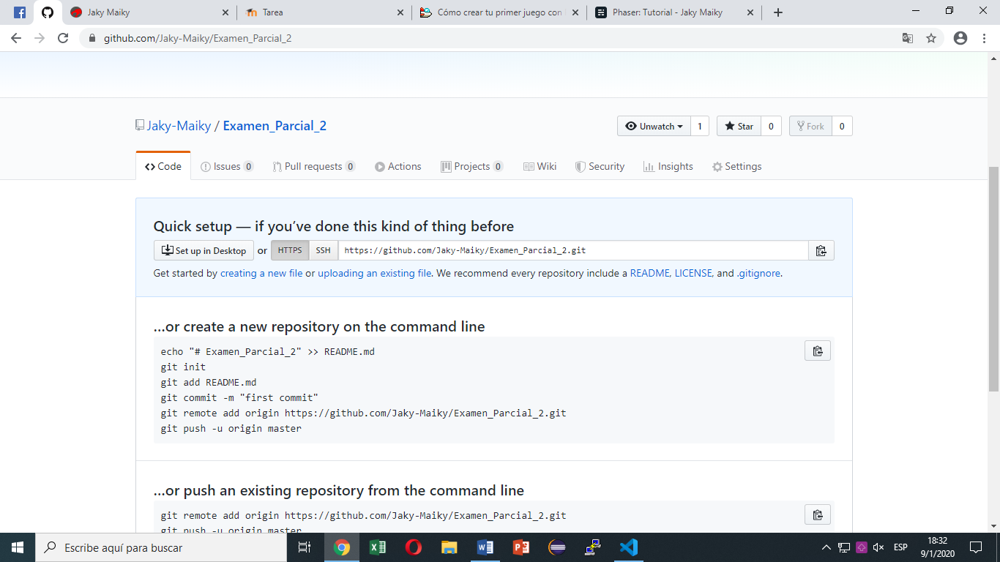 Jaky Maiky
Tarea
Cómo crear tu primer juego con
Phaser: Tutorial - Jaky Maiky
github.com/Jaky-Maiky/Examen_Parcial_2
Jaky-Maiky / Examen_Parcial_2
Unwatch 1
Star 0
Fork 0
Code
Issues 0
Pull requests 0
Actions
Projects 0
Wiki
Security
Insights
Settings
Quick setup — if you’ve done this kind of thing before
Set up in Desktop or HTTPS SSH https://github.com/Jaky-Maiky/Examen_Parcial_2.git
Get started by creating a new file or uploading an existing file. We recommend every repository include a README, LICENSE, and .gitignore.
…or create a new repository on the command line
echo "# Examen_Parcial_2" >> README.md
git init
git add README.md
git commit -m "first commit"
git remote add origin https://github.com/Jaky-Maiky/Examen_Parcial_2.git
git push -u origin master
…or push an existing repository from the command line
git remote add origin https://github.com/Jaky-Maiky/Examen_Parcial_2.git
git push -u origin master
Escribe aquí para buscar
ESP
18:32
9/1/2020